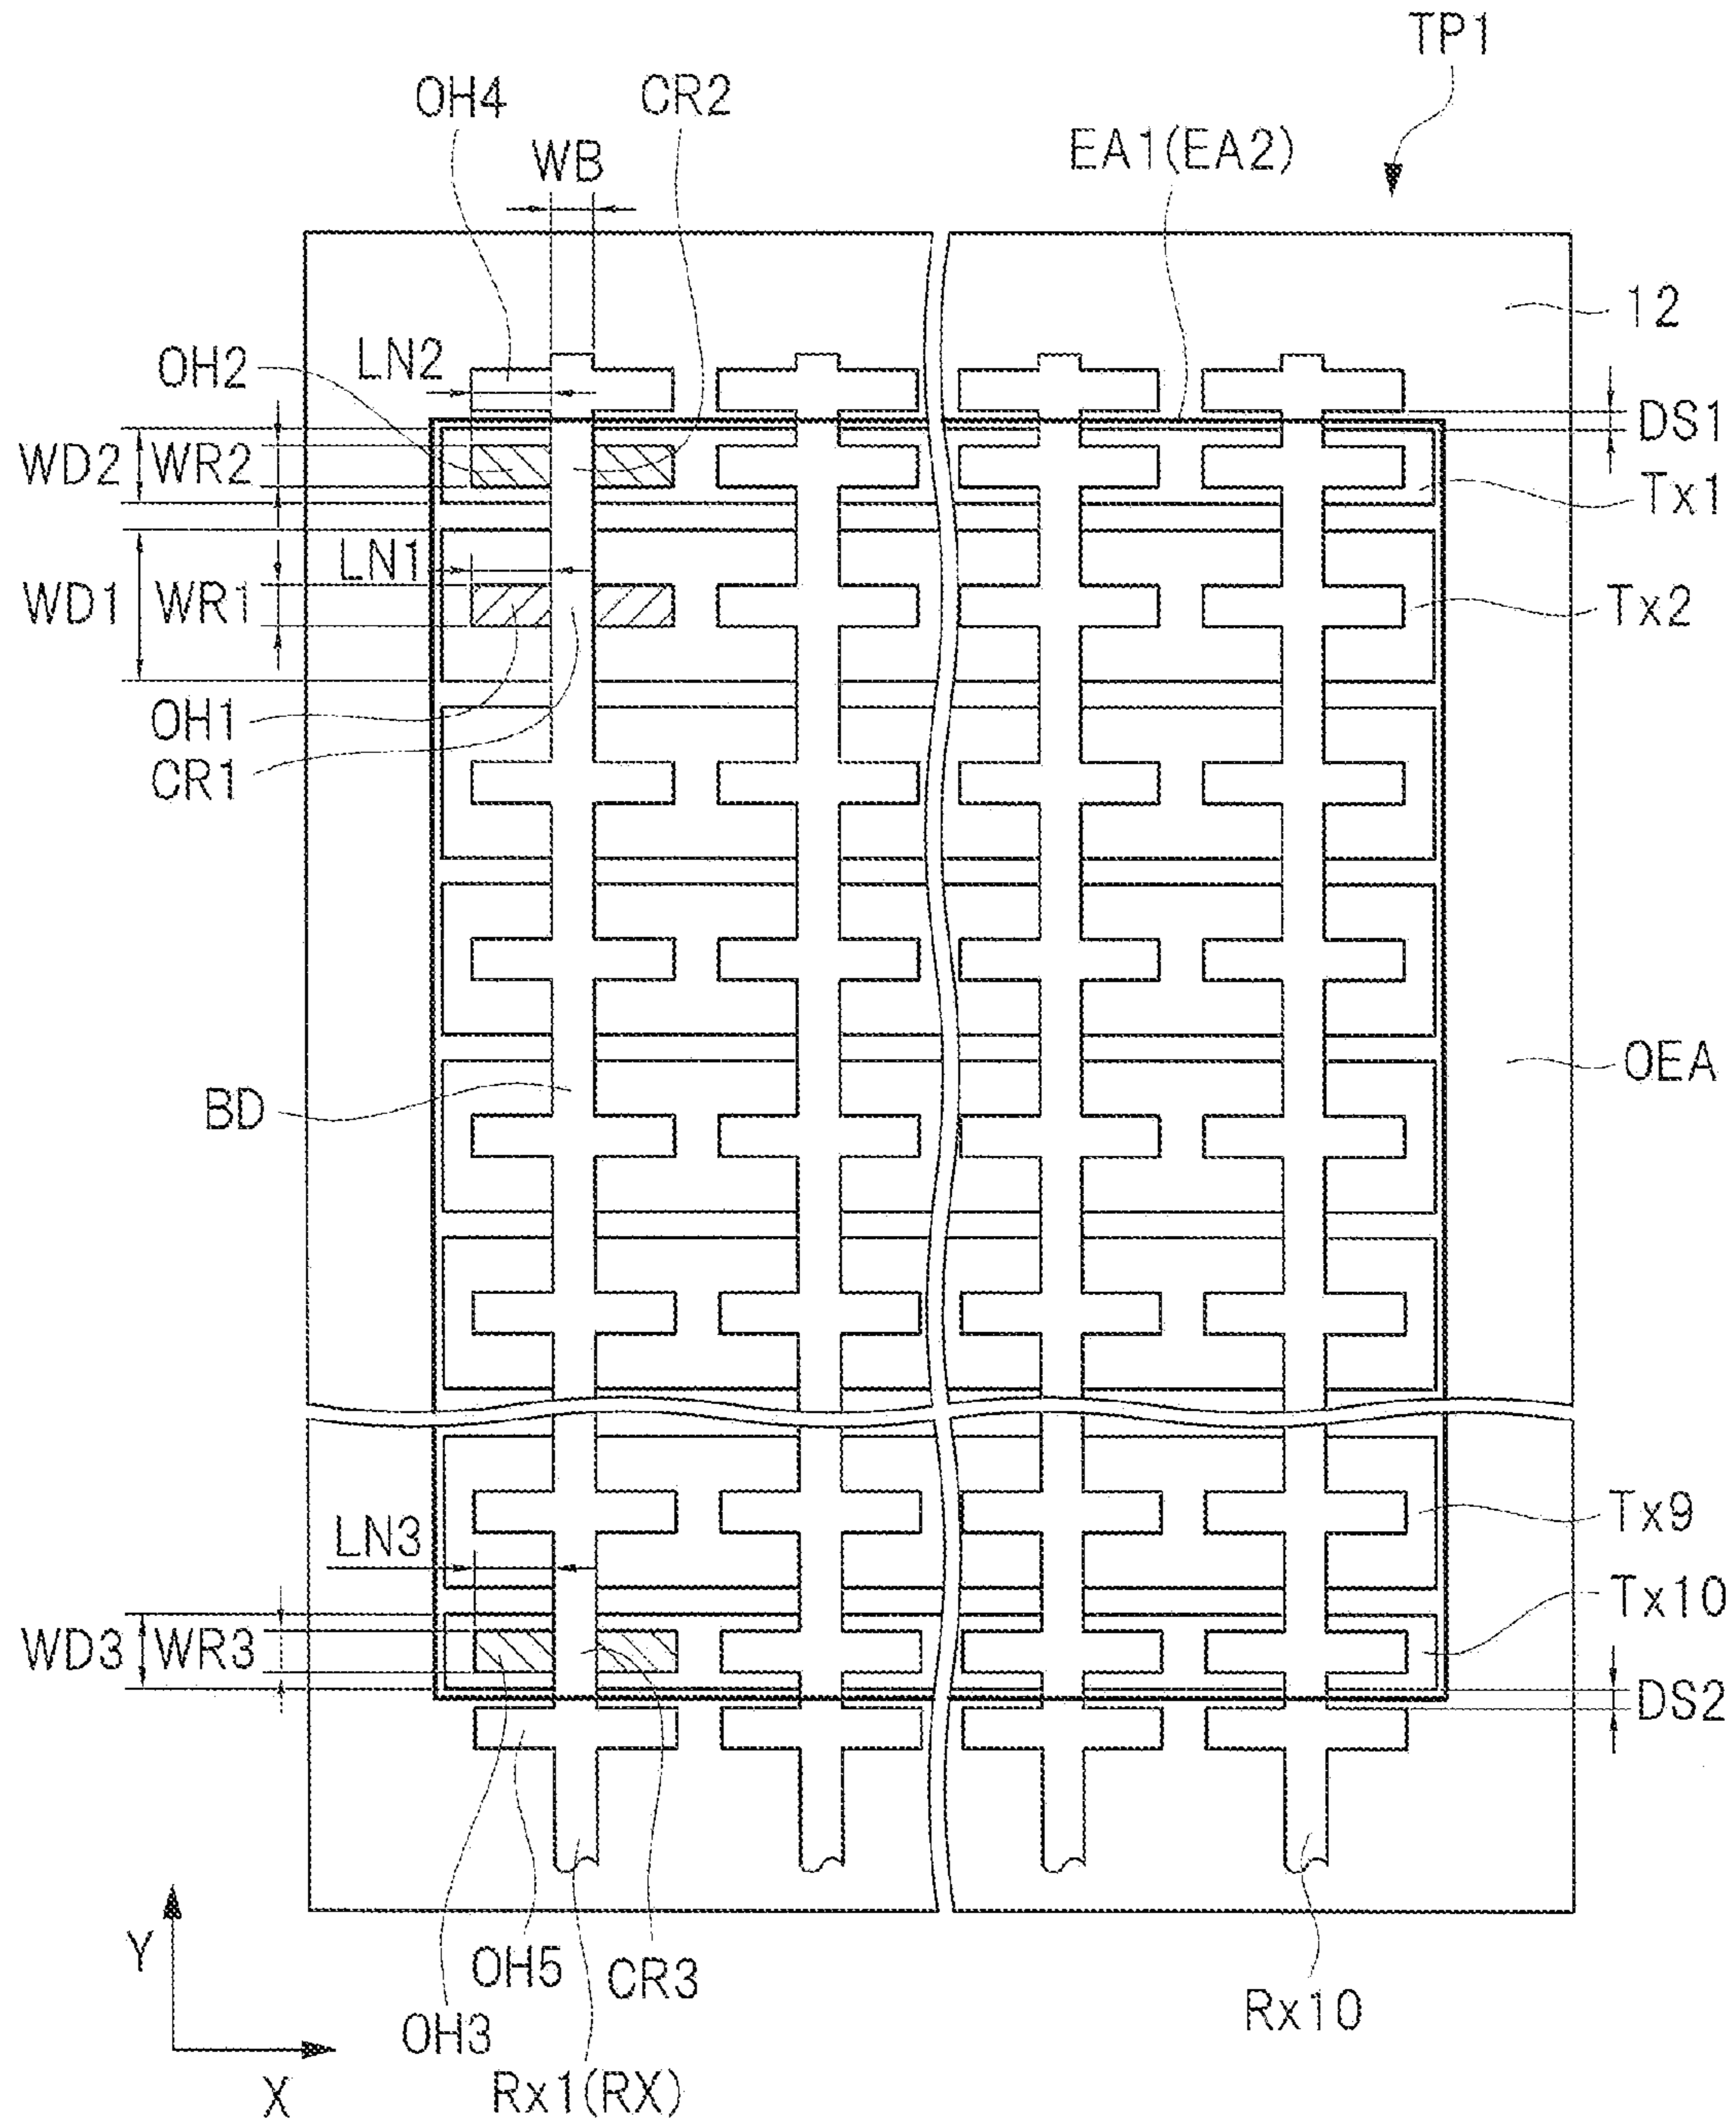 TP1
OH4
CR2
WB
EA1(EA2)
12
LN2
OH2
DS1
WD2
WR2
Tx1
LN1
WD1
WR1
Tx2
OH1
CR1
OEA
BD
Tx9
LN3
Tx10
WD3
WR3
DS2
Y
OH5
CR3
Rx10
OH3
X
Rx1(RX)